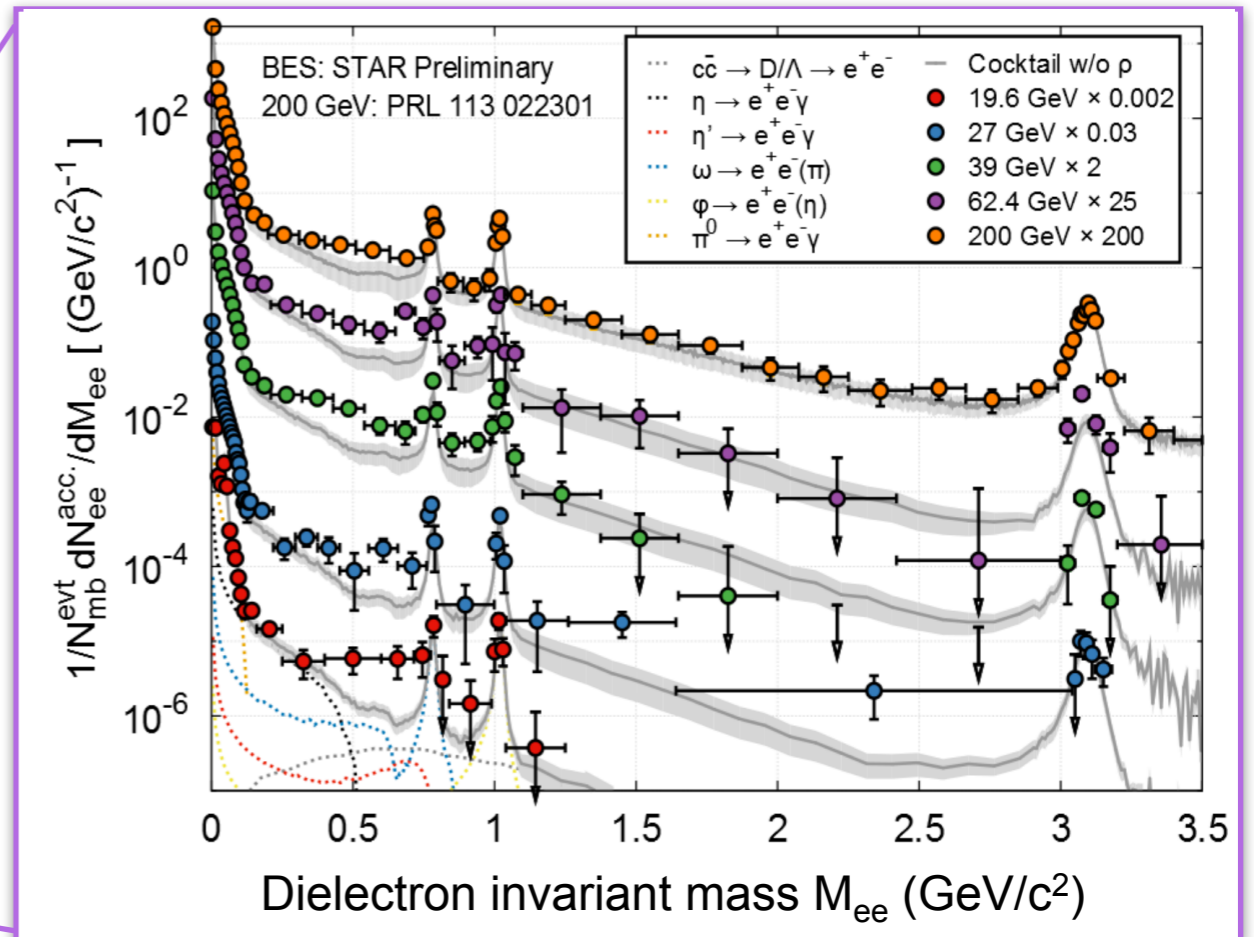 BES: STAR Preliminary
200 GeV: PRL 113 022301
cc̄ → D/Λ → e⁺e⁻
η → e⁺e⁻γ
η' → e⁺e⁻γ
ω → e⁺e⁻(π)
φ → e⁺e⁻(η)
π⁰ → e⁺e⁻γ
Cocktail w/o ρ
19.6 GeV × 0.002
27 GeV × 0.03
39 GeV × 2
62.4 GeV × 25
200 GeV × 200
1/N^evt_mb dN^acc._ee/dM_ee [ (GeV/c²)⁻¹ ]
10²
10⁰
10⁻²
10⁻⁴
10⁻⁶
0 0.5 1 1.5 2 2.5 3 3.5
Dielectron invariant mass M_ee (GeV/c²)